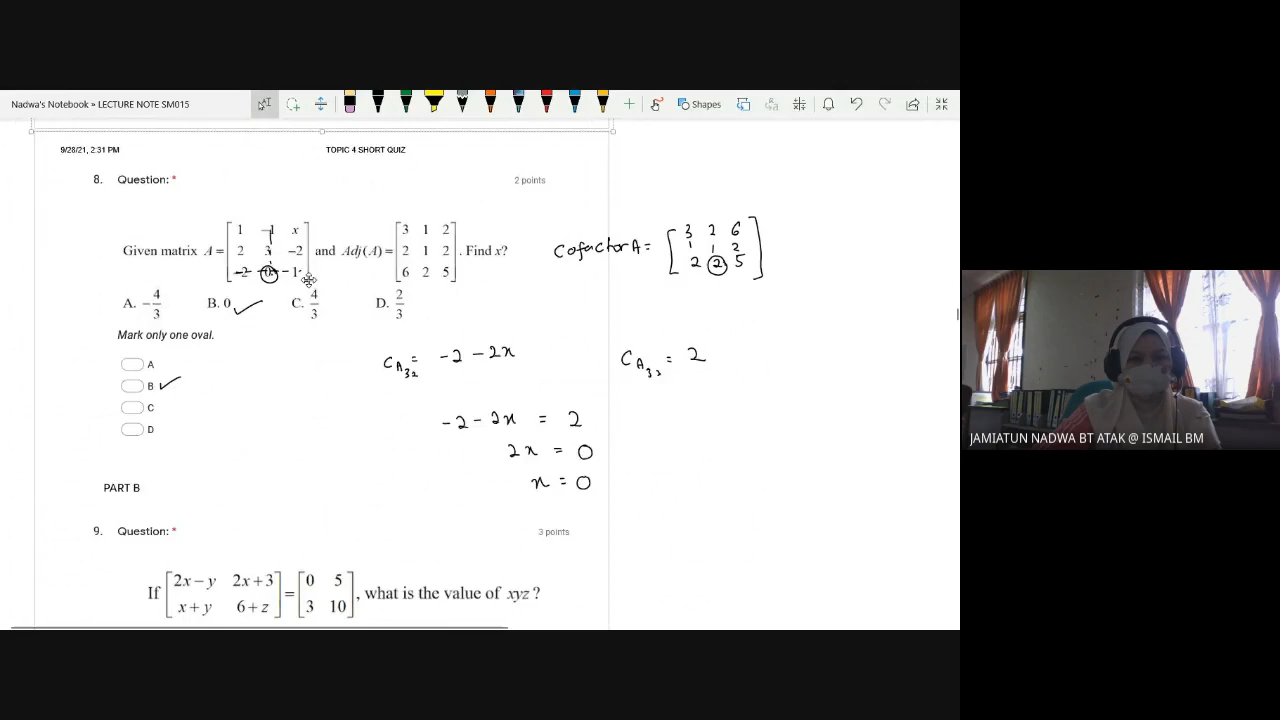 Nadwa's Notebook » LECTURE NOTE SM015
Shapes
9/28/21, 2:31 PM TOPIC 4 SHORT QUIZ
8. Question: * 2 points
Given matrix A = [1 -1 x; 2 3 -2; -2 0 -1] and Adj(A) = [3 1 2; 2 1 2; 6 2 5]. Find x?
Cofactor A = [3 2 6; 1 1 2; 2 2 5]
A. -4/3 B. 0 C. 4/3 D. 2/3
Mark only one oval.
A
B
C
D
C A32 = -2 - 2x
C A32 = 2
-2 - 2x = 2
2x = 0
x = 0
PART B
9. Question: * 3 points
If [2x - y 2x + 3; x + y 6 + z] = [0 5; 3 10], what is the value of xyz?
JAMIATUN NADWA BT ATAK @ ISMAIL BM